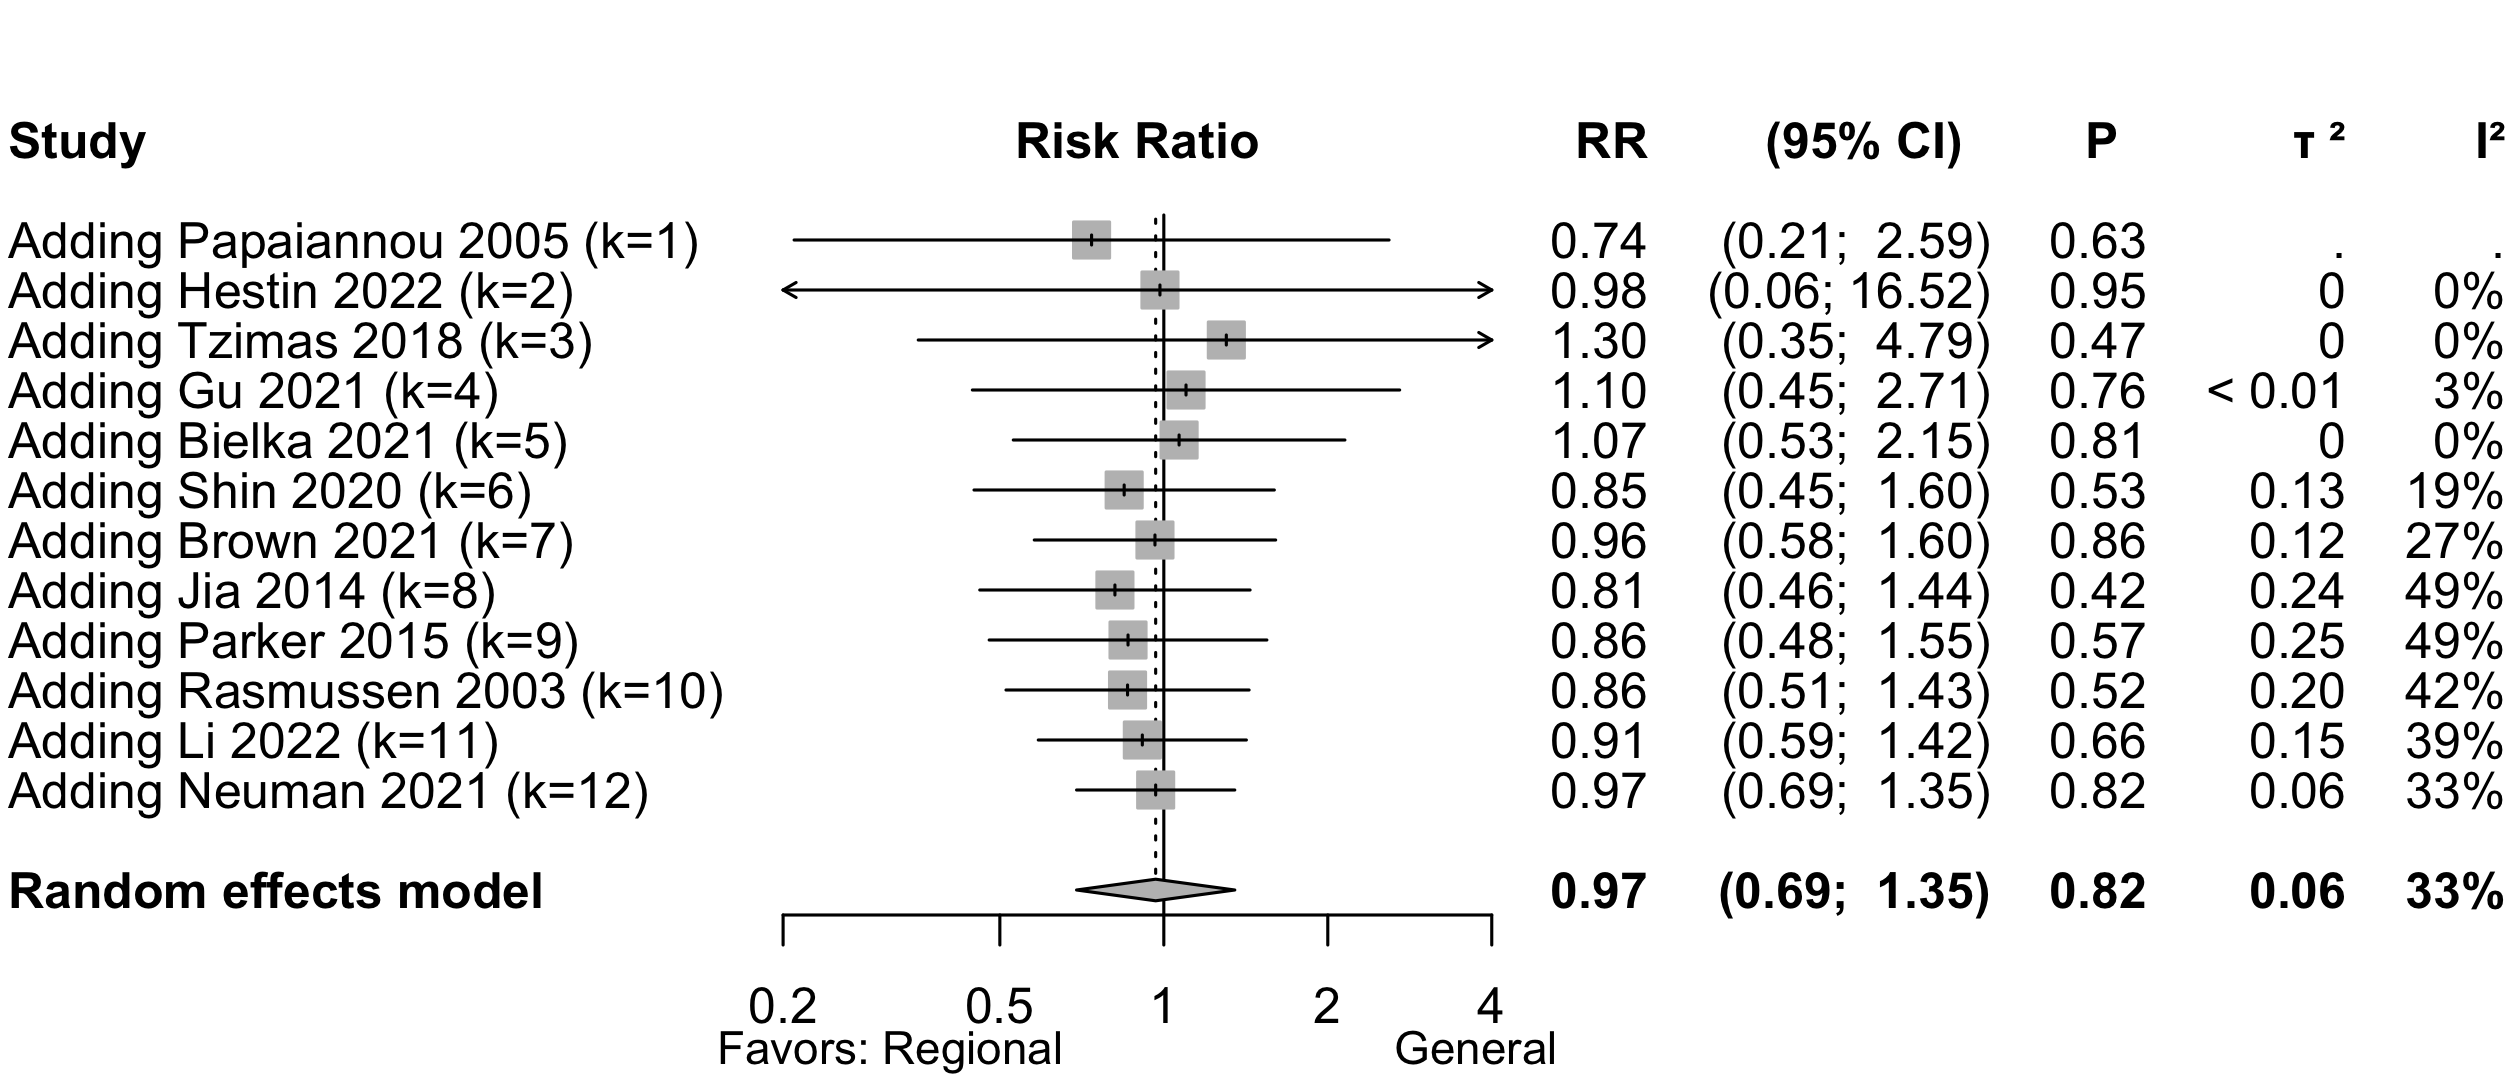 Study Risk Ratio RR (95% CI) P τ ² I²
Adding Papaiannou 2005 (k=1) 0.74 (0.21; 2.59) 0.63 . .
Adding Hestin 2022 (k=2) 0.98 (0.06; 16.52) 0.95 0 0%
Adding Tzimas 2018 (k=3) 1.30 (0.35; 4.79) 0.47 0 0%
Adding Gu 2021 (k=4) 1.10 (0.45; 2.71) 0.76 < 0.01 3%
Adding Bielka 2021 (k=5) 1.07 (0.53; 2.15) 0.81 0 0%
Adding Shin 2020 (k=6) 0.85 (0.45; 1.60) 0.53 0.13 19%
Adding Brown 2021 (k=7) 0.96 (0.58; 1.60) 0.86 0.12 27%
Adding Jia 2014 (k=8) 0.81 (0.46; 1.44) 0.42 0.24 49%
Adding Parker 2015 (k=9) 0.86 (0.48; 1.55) 0.57 0.25 49%
Adding Rasmussen 2003 (k=10) 0.86 (0.51; 1.43) 0.52 0.20 42%
Adding Li 2022 (k=11) 0.91 (0.59; 1.42) 0.66 0.15 39%
Adding Neuman 2021 (k=12) 0.97 (0.69; 1.35) 0.82 0.06 33%
Random effects model 0.97 (0.69; 1.35) 0.82 0.06 33%
0.2 0.5 1 2 4
Favors: Regional General